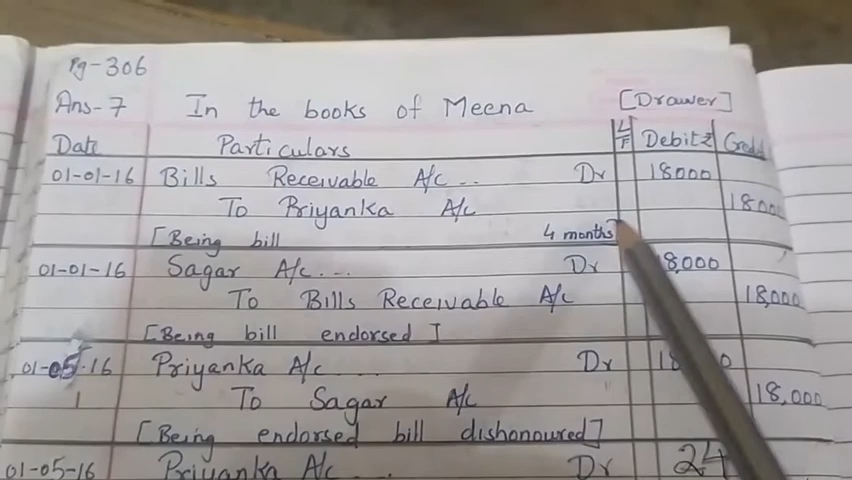 Pg-306
Ans-7 In the books of Meena [Drawer]
Date Particulars L/F Debit₹ Credit
01-01-16 Bills Receivable A/c... Dr 18000
To Priyanka A/c 18000
[Being bill 4 months]
01-01-16 Sagar A/c... Dr 18,000
To Bills Receivable A/c 18,000
[Being bill endorsed]
01-05-16 Priyanka A/c .... Dr
To Sagar A/c 18,000
[Being endorsed bill dishonoured]
01-05-16 Priyanka A/c .... Dr